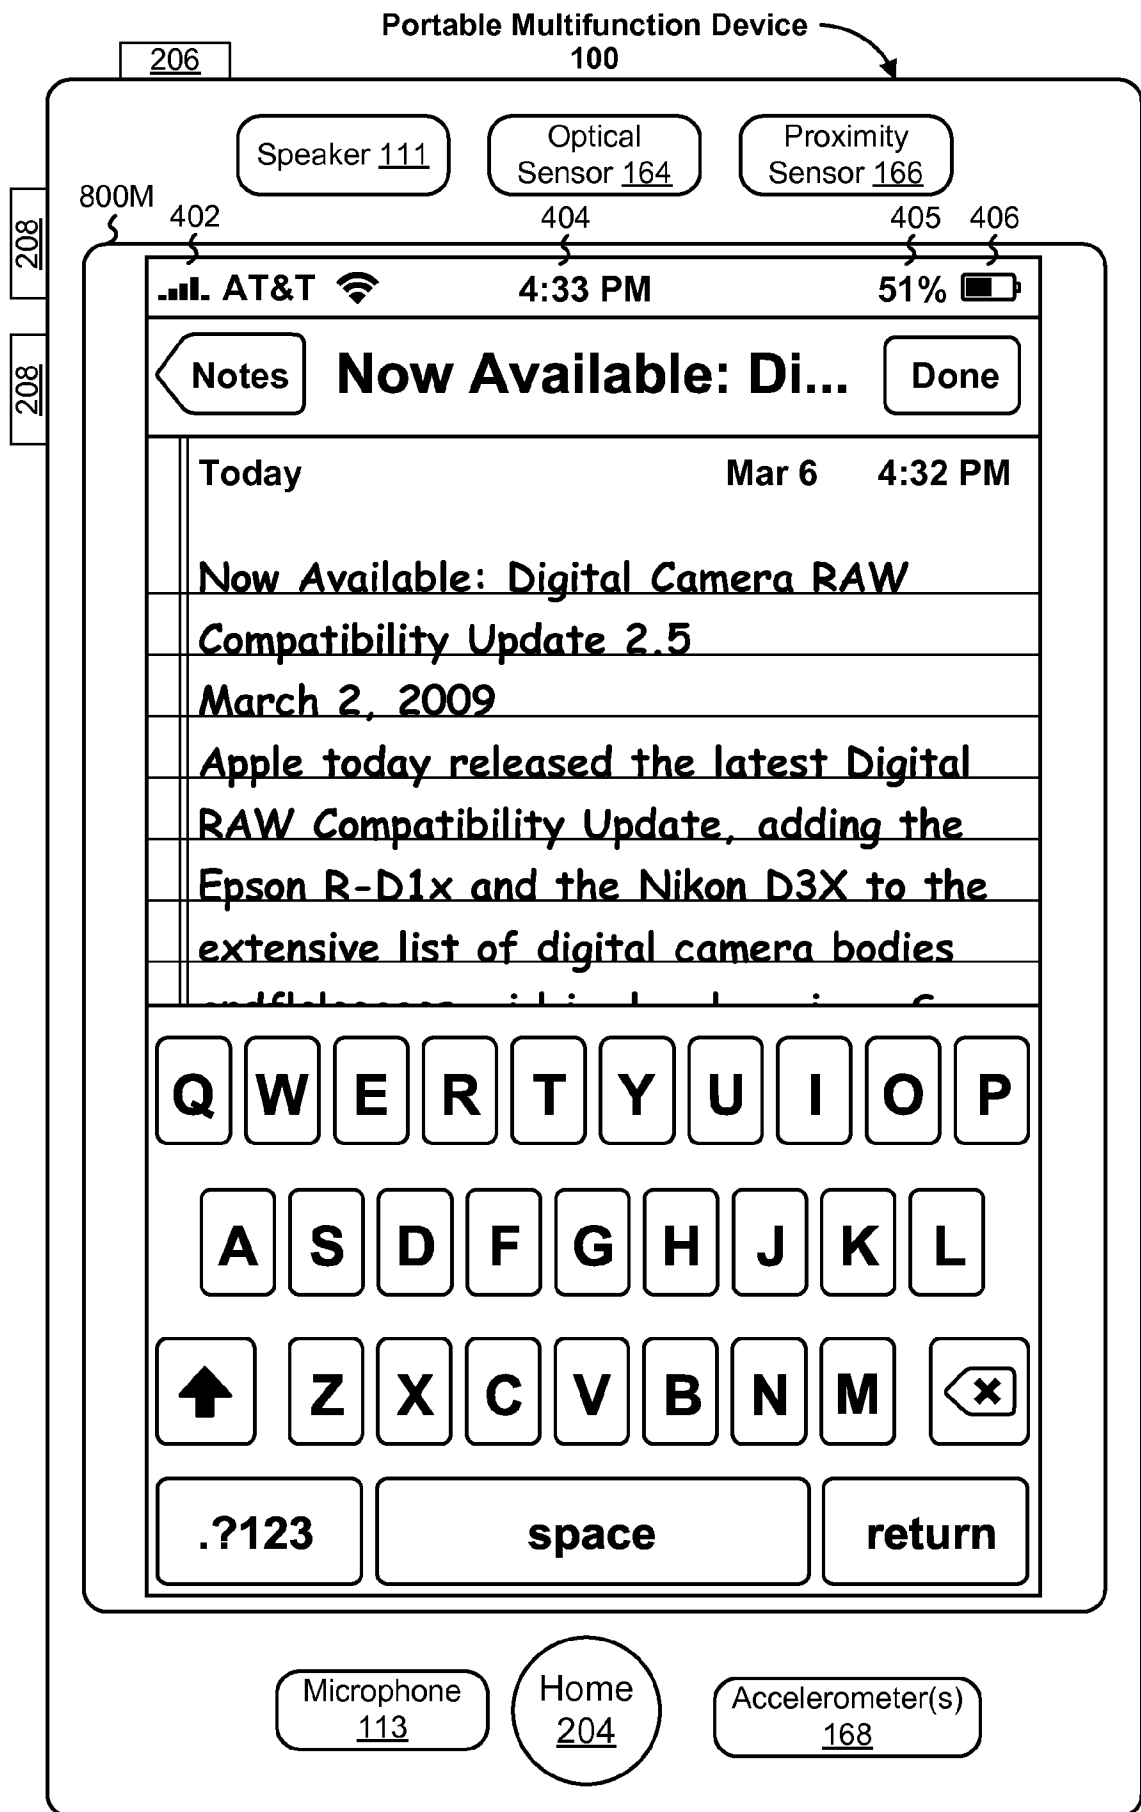 Portable Multifunction Device
100
206
Speaker 111
Optical
Sensor 164
Proximity
Sensor 166
800M
402
404
405
406
208
208
AT&T
4:33 PM
51%
Notes
Now Available: Di...
Done
Today Mar 6 4:32 PM
Now Available: Digital Camera RAW
Compatibility Update 2.5
March 2, 2009
Apple today released the latest Digital
RAW Compatibility Update, adding the
Epson R-D1x and the Nikon D3X to the
extensive list of digital camera bodies
Q W E R T Y U I O P
A S D F G H J K L
Z X C V B N M
.?123 space return
Microphone
113
Home
204
Accelerometer(s)
168